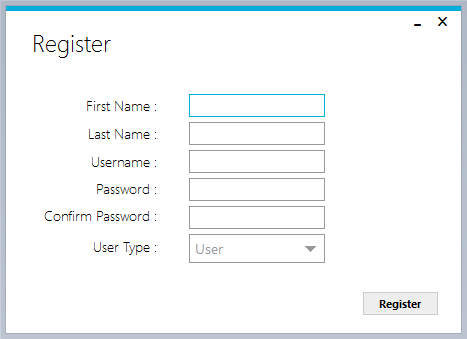 Register
First Name :
Last Name :
Username :
Password :
Confirm Password :
User Type :
User
Register